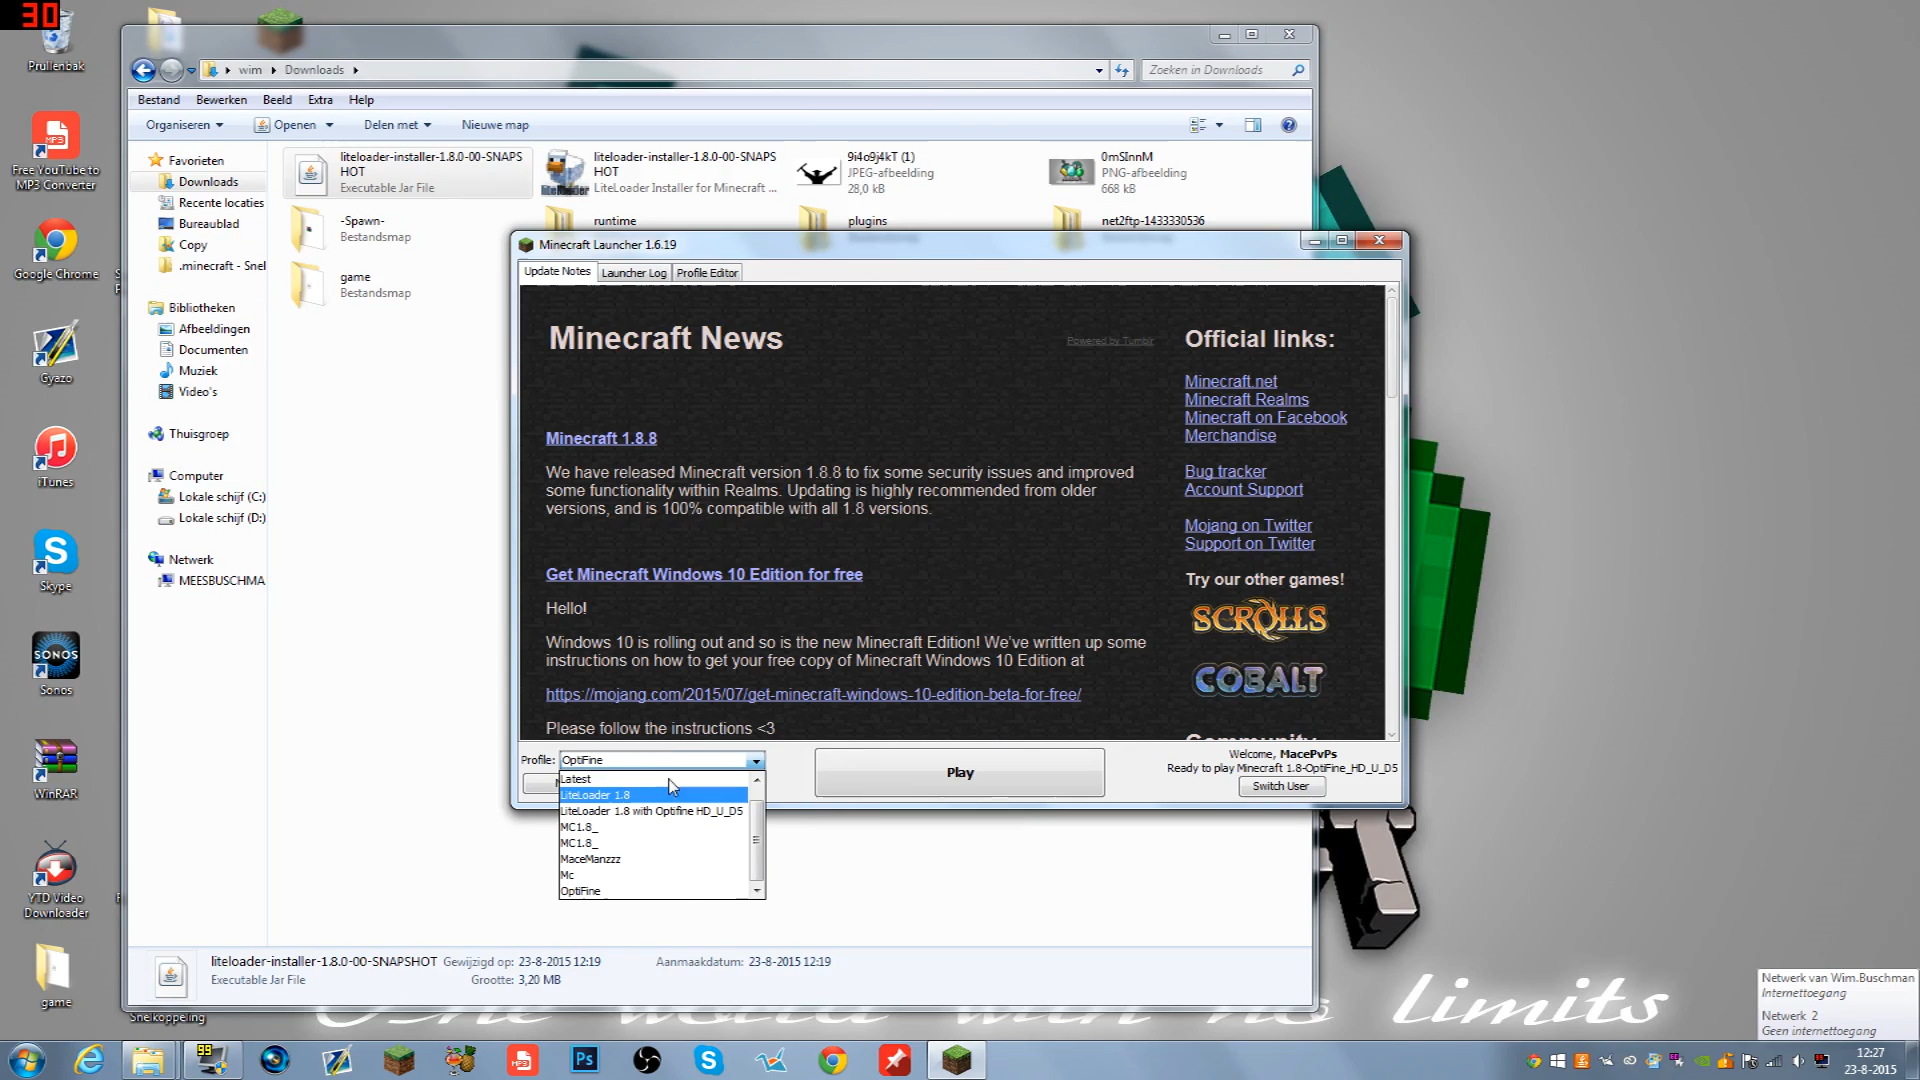 30
Prullenbak
Free YouTube to
MP3 Converter
Google Chrome
Gyazo
iTunes
Skype
SONOS
Sonos
WinRAR
YTD Video
Downloader
game
Snelkoppeling
wim
Downloads
Zoeken in Downloads
Bestand
Bewerken
Beeld
Extra
Help
Organiseren
Openen
Delen met
Nieuwe map
Favorieten
Downloads
Recente locaties
Bureaublad
Copy
.minecraft - Snel
Bibliotheken
Afbeeldingen
Documenten
Muziek
Video's
Thuisgroep
Computer
Lokale schijf (C:)
Lokale schijf (D:)
Netwerk
MEESBUSCHMA
liteloader-installer-1.8.0-00-SNAPS
HOT
Executable Jar File
liteloader-installer-1.8.0-00-SNAPS
HOT
LiteLoader Installer for Minecraft ...
9i4o9j4kT (1)
JPEG-afbeelding
28,0 kB
0mSInnM
PNG-afbeelding
668 kB
-Spawn-
Bestandsmap
runtime
plugins
net2ftp-1433330536
game
Bestandsmap
Minecraft Launcher 1.6.19
Update Notes
Launcher Log
Profile Editor
Minecraft News
Powered by Tumblr
Minecraft 1.8.8
We have released Minecraft version 1.8.8 to fix some security issues and improved
some functionality within Realms. Updating is highly recommended from older
versions, and is 100% compatible with all 1.8 versions.
Get Minecraft Windows 10 Edition for free
Hello!
Windows 10 is rolling out and so is the new Minecraft Edition! We've written up some
instructions on how to get your free copy of Minecraft Windows 10 Edition at
https://mojang.com/2015/07/get-minecraft-windows-10-edition-beta-for-free/
Please follow the instructions <3
Official links:
Minecraft.net
Minecraft Realms
Minecraft on Facebook
Merchandise
Bug tracker
Account Support
Mojang on Twitter
Support on Twitter
Try our other games!
SCROLLS
COBALT
Community
Profile: OptiFine
Latest
LiteLoader 1.8
LiteLoader 1.8 with Optifine HD_U_D5
MC1.8_
MC1.8_
MaceManzzz
Mc
OptiFine
Play
Welcome, MacePvPs
Ready to play Minecraft 1.8-OptiFine_HD_U_D5
Switch User
liteloader-installer-1.8.0-00-SNAPSHOT Gewijzigd op: 23-8-2015 12:19 Aanmaakdatum: 23-8-2015 12:19
Executable Jar File Grootte: 3,20 MB
limits
Netwerk van Wim.Buschman
Internettoegang
Netwerk 2
Geen internettoegang
99
12:27
23-8-2015